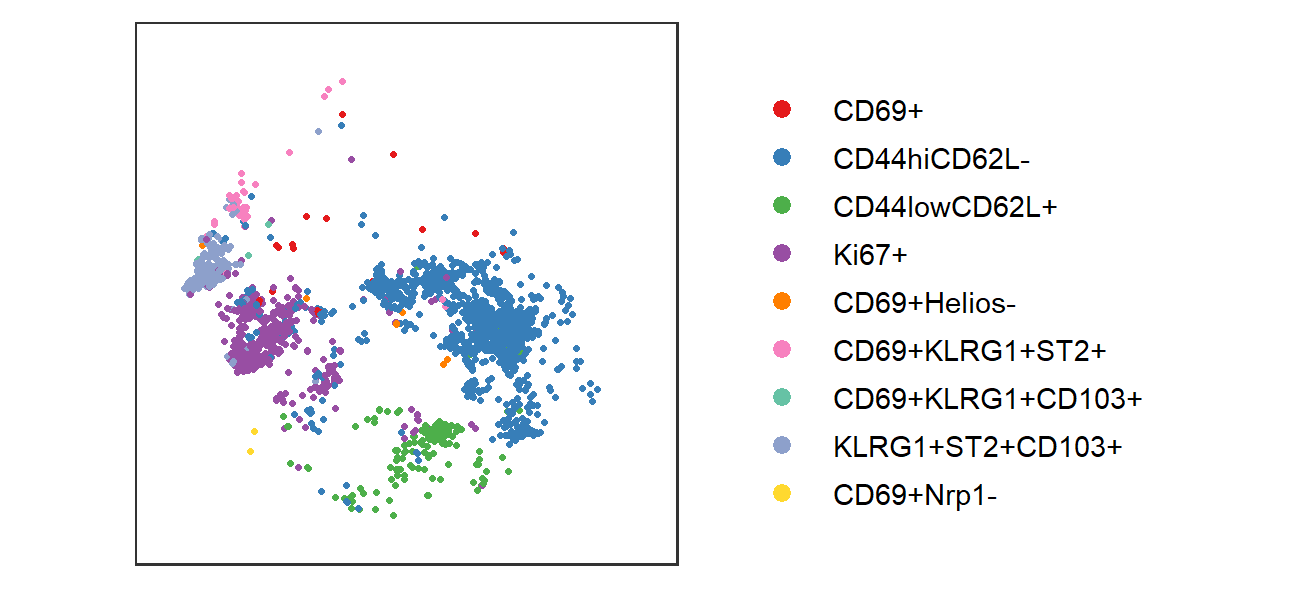 CD69+
CD44hiCD62L-
CD44lowCD62L+
Ki67+
CD69+Helios-
CD69+KLRG1+ST2+
CD69+KLRG1+CD103+
KLRG1+ST2+CD103+
CD69+Nrp1-